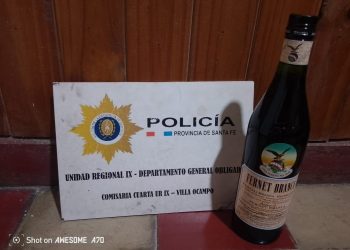 POLICÍA
PROVINCIA DE SANTA FE
UNIDAD REGIONAL IX - DEPARTAMENTO GENERAL OBLIGADO
COMISARIA CUARTA UR IX - VILLA OCAMPO
FERNET BRANCA
Shot on AWESOME A70